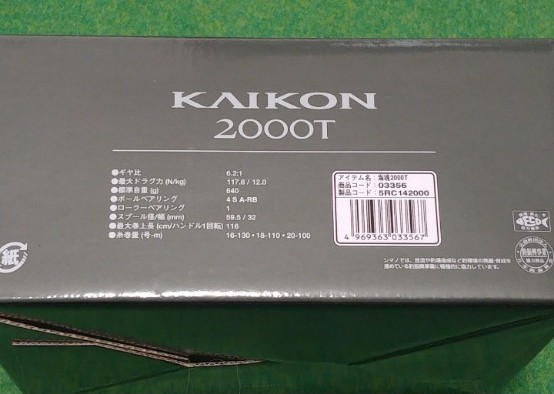 KAIKON
2000T
●ギヤ比 6.2:1
●最大ドラグ力 (N/kg) 117.6 / 12.0
●標準自重 (g) 640
●ボールベアリング 4 S A-RB
●ローラーベアリング 1
●スプール径/幅 (mm) 59.5 / 32
●最大巻上長 (cm/ハンドル1回転) 116
●糸巻量 (号-m) 16-130・18-110・20-100
アイテム名: 海魂2000T
商品コード: 03356
製品コード: 5RC142000
4 969363 033567
紙
シマノでは、